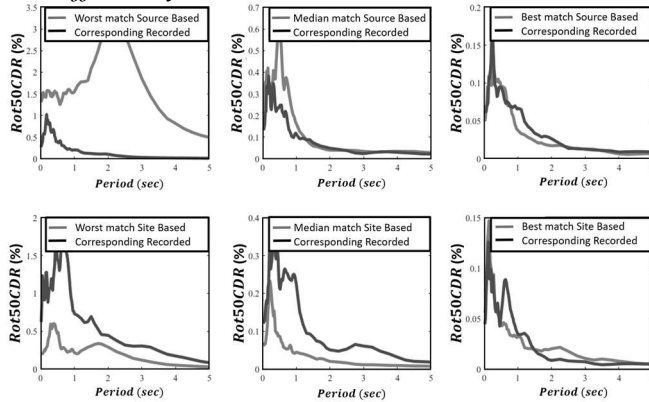 Worst match Source Based
Corresponding Recorded
Rot50CDR (%)
3.5
3
2.5
2
1.5
1
0.5
0
0 1 2 3 4 5
Period (sec)
Median match Source Based
Corresponding Recorded
Rot50CDR (%)
0.7
0.6
0.5
0.4
0.3
0.2
0.1
0
0 1 2 3 4 5
Period (sec)
Best match Source Based
Corresponding Recorded
Rot50CDR (%)
0.2
0.15
0.1
0.05
0
0 1 2 3 4 5
Period (sec)
Worst match Site Based
Corresponding Recorded
Rot50CDR (%)
2
1.5
1
0.5
0
0 1 2 3 4 5
Period (sec)
Median match Site Based
Corresponding Recorded
Rot50CDR (%)
0.4
0.3
0.2
0.1
0
0 1 2 3 4 5
Period (sec)
Best match Site Based
Corresponding Recorded
Rot50CDR (%)
0.15
0.1
0.05
0
0 1 2 3 4 5
Period (sec)